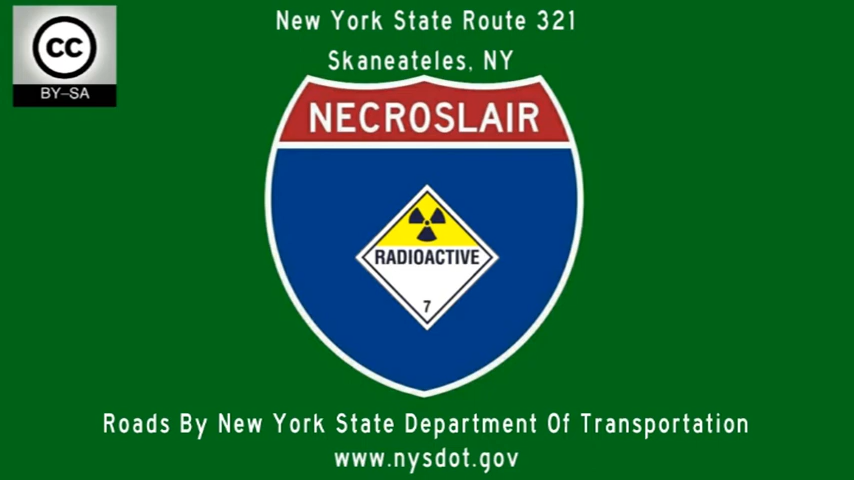 New York State Route 321
Skaneateles, NY
CC
BY–SA
NECROSLAIR
RADIOACTIVE
7
Roads By New York State Department Of Transportation
www.nysdot.gov